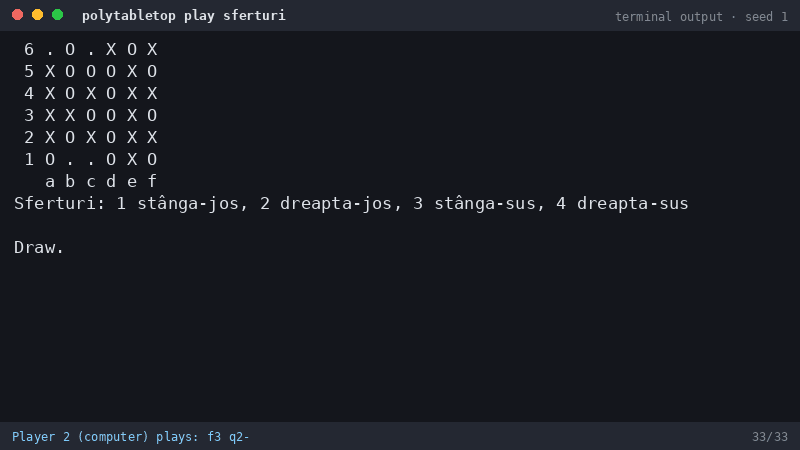 polytabletop play sferturi
terminal output · seed 1
6 . O . X O X
5 X O O O X O
4 X O X O X X
3 X X O O X O
2 X O X O X X
1 O . . O X O
a b c d e f
Sferturi: 1 stânga-jos, 2 dreapta-jos, 3 stânga-sus, 4 dreapta-sus
Draw.
Player 2 (computer) plays: f3 q2-
33/33